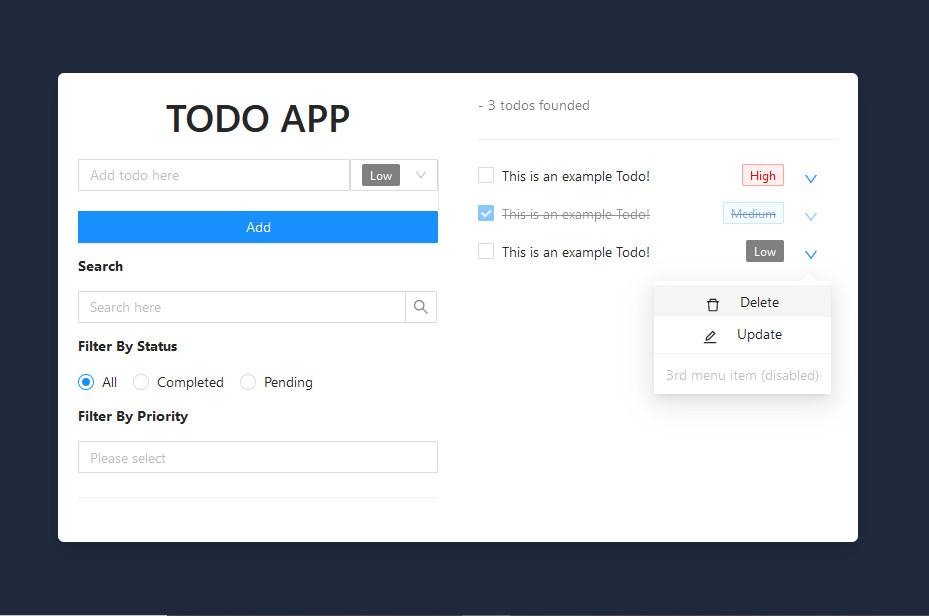 TODO APP
Add todo here
Low
Add
Search
Search here
Filter By Status
All Completed Pending
Filter By Priority
Please select
- 3 todos founded
This is an example Todo! High
This is an example Todo! Medium
This is an example Todo! Low
Delete
Update
3rd menu item (disabled)